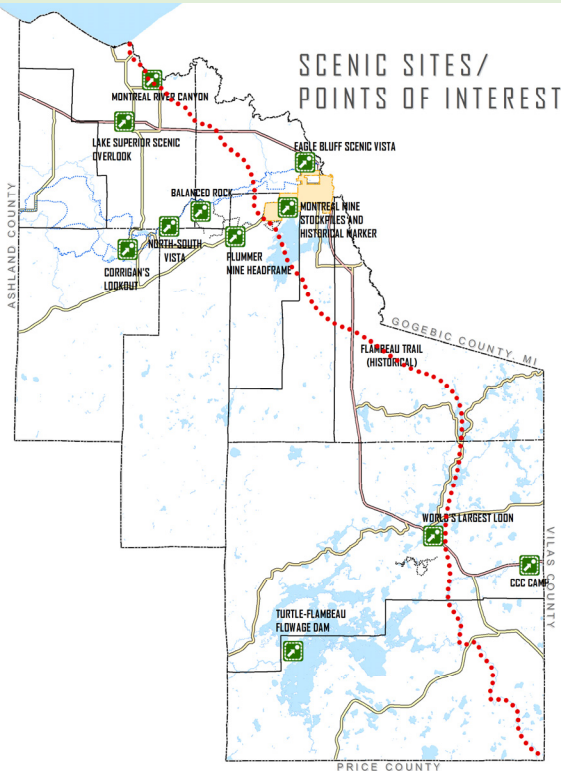 SCENIC SITES/
POINTS OF INTEREST
MONTREAL RIVER CANYON
LAKE SUPERIOR SCENIC
OVERLOOK
EAGLE BLUFF SCENIC VISTA
BALANCED ROCK
MONTREAL MINE
STOCKPILES AND
HISTORICAL MARKER
NORTH-SOUTH
VISTA
PLUMMER
MINE HEADFRAME
CORRIGAN'S
LOOKOUT
ASHLAND COUNTY
GOGEBIC COUNTY, MI
FLAMBEAU TRAIL
(HISTORICAL)
WORLD'S LARGEST LOON
VILAS COUNTY
CCC CAMP
TURTLE-FLAMBEAU
FLOWAGE DAM
PRICE COUNTY